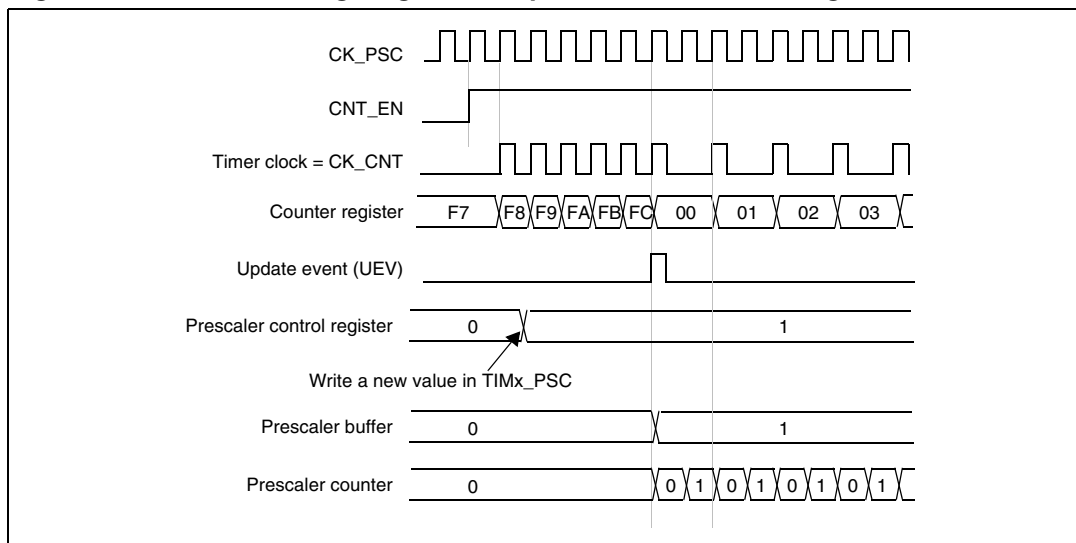 CK_PSC
CNT_EN
Timer clock = CK_CNT
Counter register F7 F8 F9 FA FB FC 00 01 02 03
Update event (UEV)
Prescaler control register 0 1
Write a new value in TIMx_PSC
Prescaler buffer 0 1
Prescaler counter 0 0 1 0 1 0 1 0 1